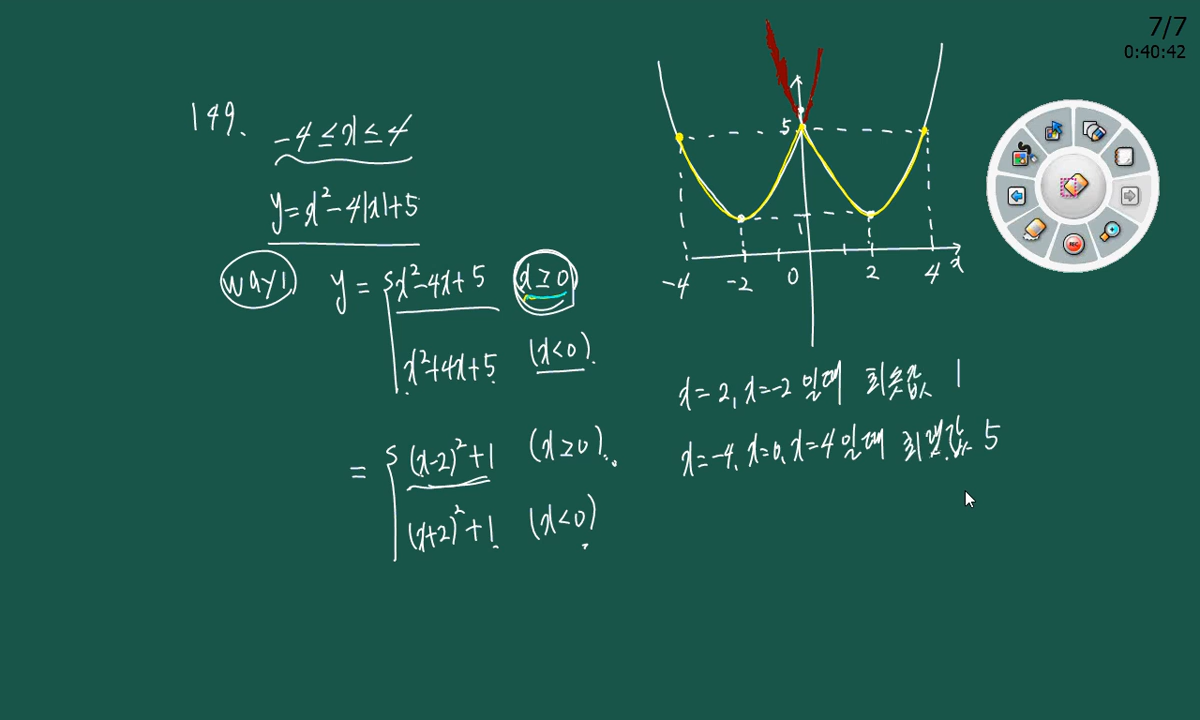 7/7
0:40:42
149.
-4≤x≤4
y=x²-4|x|+5
way1
y= { x²-4x+5 x≥0
x²+4x+5 (x<0).
= { (x-2)²+1 (x≥0)
(x+2)²+1 (x<0)
5
-4 -2 0 2 4 x
x=2, x=-2 일때 최솟값 1
x=-4, x=0, x=4 일때 최댓값 5
REC